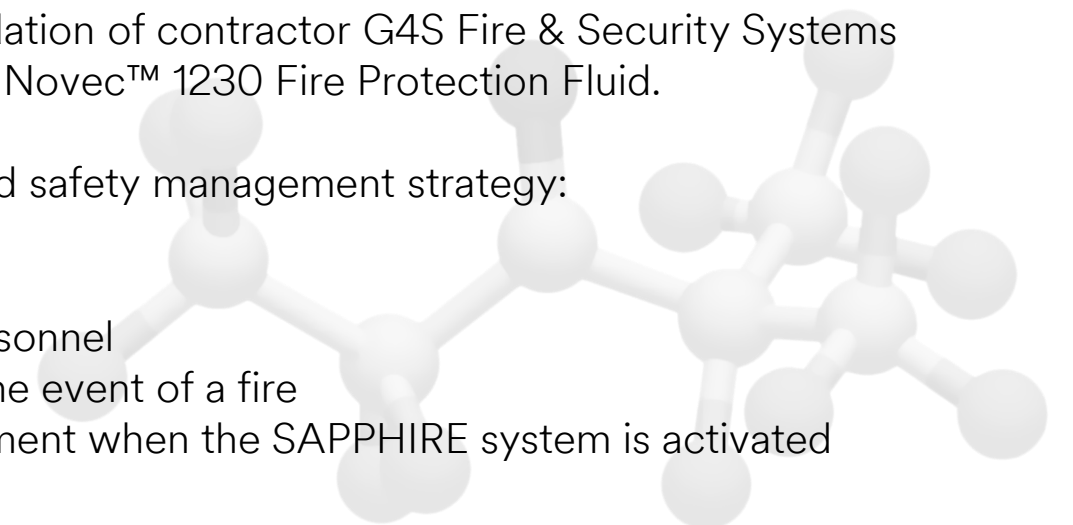 lation of contractor G4S Fire & Security Systems
Novec™ 1230 Fire Protection Fluid.
d safety management strategy:
sonnel
he event of a fire
ment when the SAPPHIRE system is activated